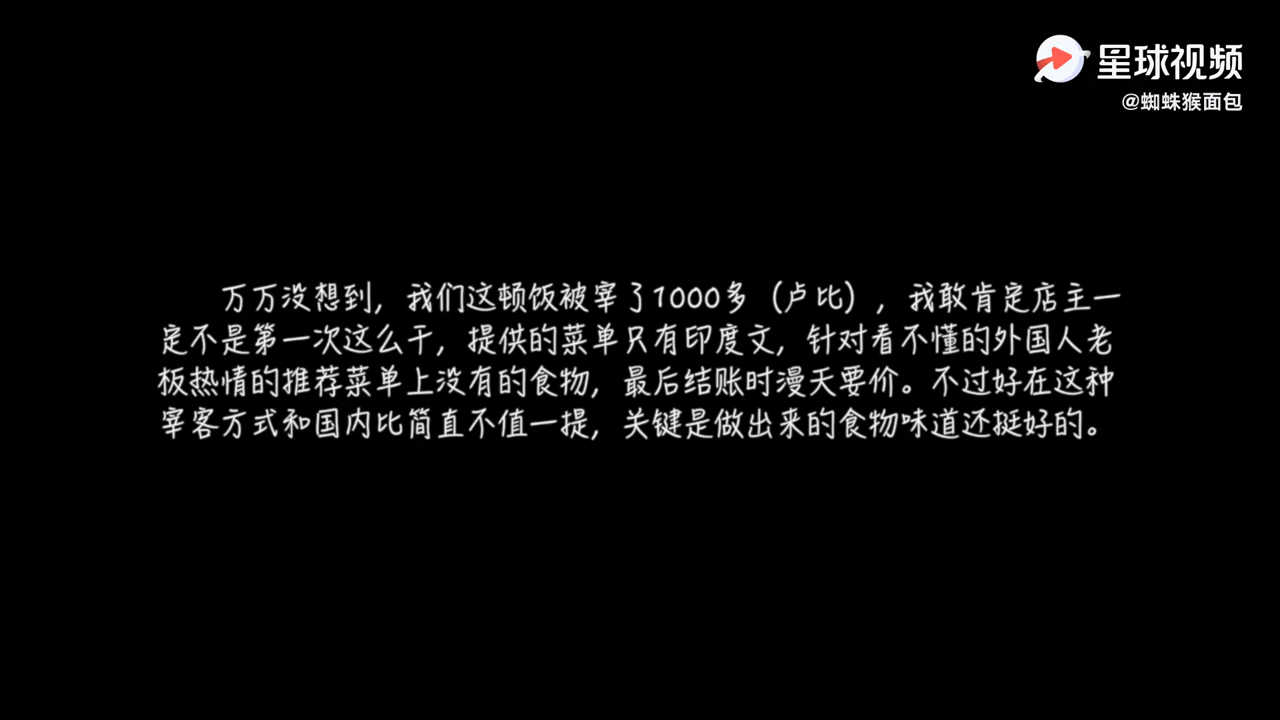 星球视频
@蜘蛛猴面包
万万没想到，我们这顿饭被宰了1000多（卢比），我敢肯定店主一
定不是第一次这么干，提供的菜单只有印度文，针对看不懂的外国人老
板热情的推荐菜单上没有的食物，最后结账时漫天要价。不过好在这种
宰客方式和国内比简直不值一提，关键是做出来的食物味道还挺好的。